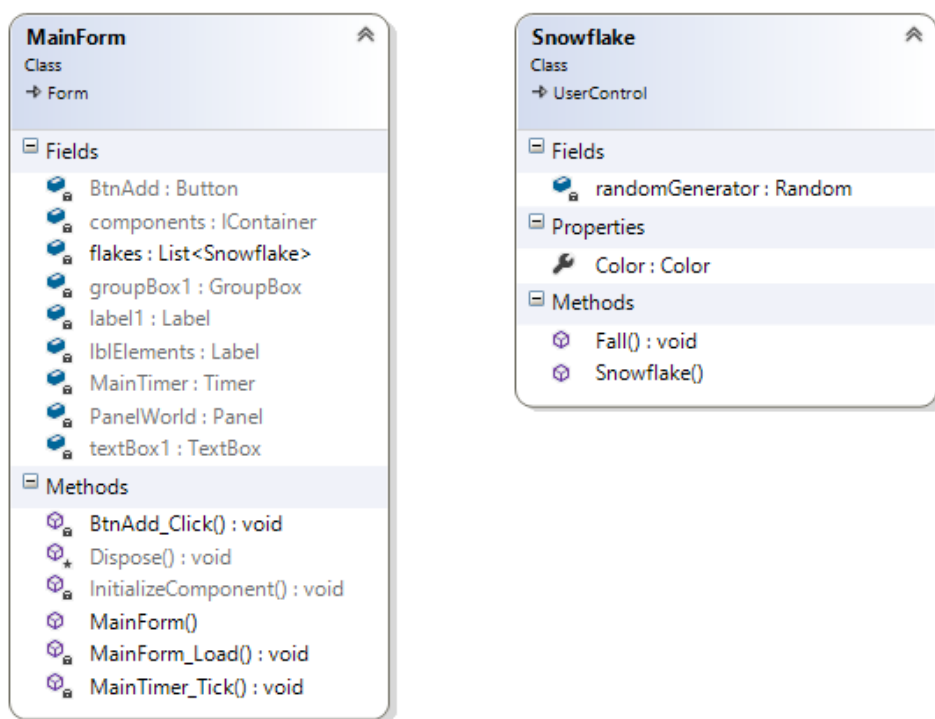 MainForm
Class
Form
Fields
BtnAdd : Button
components : IContainer
flakes : List<Snowflake>
groupBox1 : GroupBox
label1 : Label
lblElements : Label
MainTimer : Timer
PanelWorld : Panel
textBox1 : TextBox
Methods
BtnAdd_Click() : void
Dispose() : void
InitializeComponent() : void
MainForm()
MainForm_Load() : void
MainTimer_Tick() : void
Snowflake
Class
UserControl
Fields
randomGenerator : Random
Properties
Color : Color
Methods
Fall() : void
Snowflake()